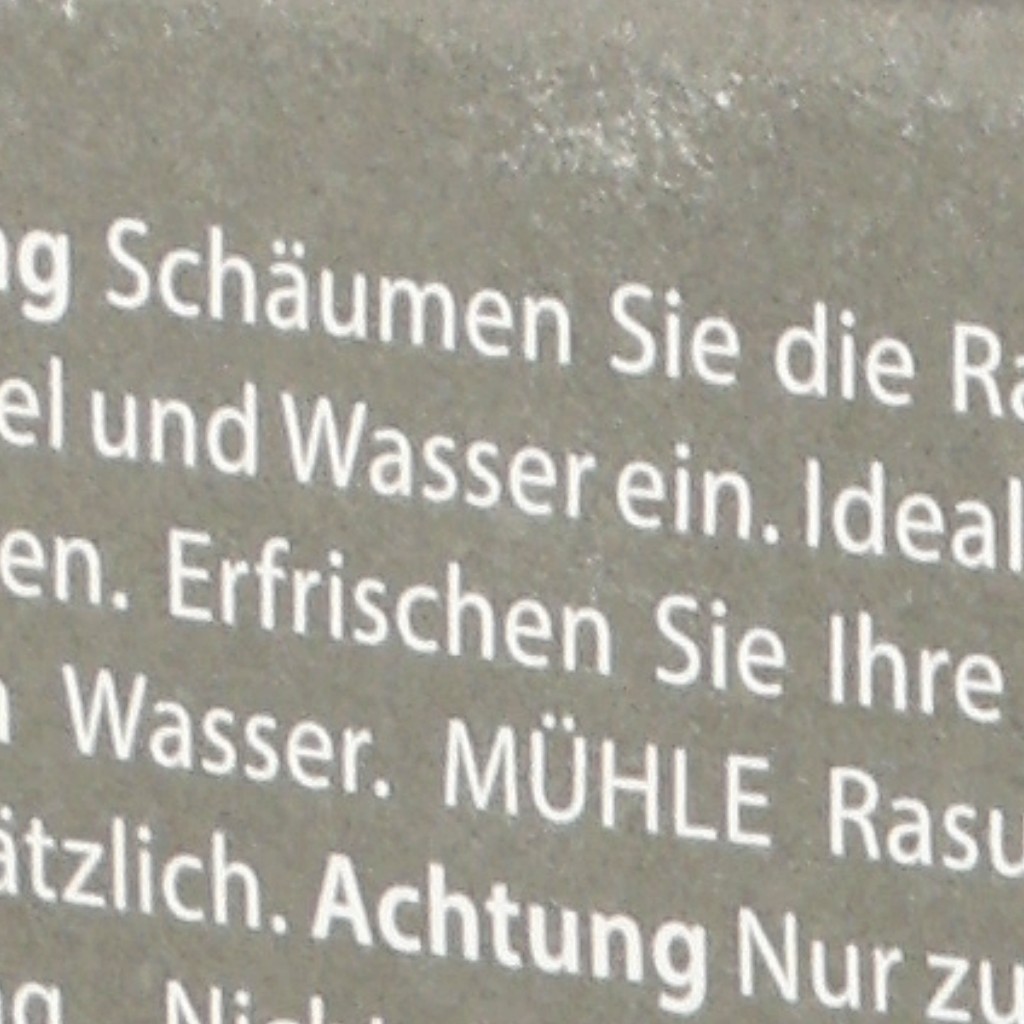 ng Schäumen Sie die Ra
el und Wasser ein. Ideal
en. Erfrischen Sie Ihre
Wasser. MÜHLE Rasu
ätzlich. Achtung Nur zu